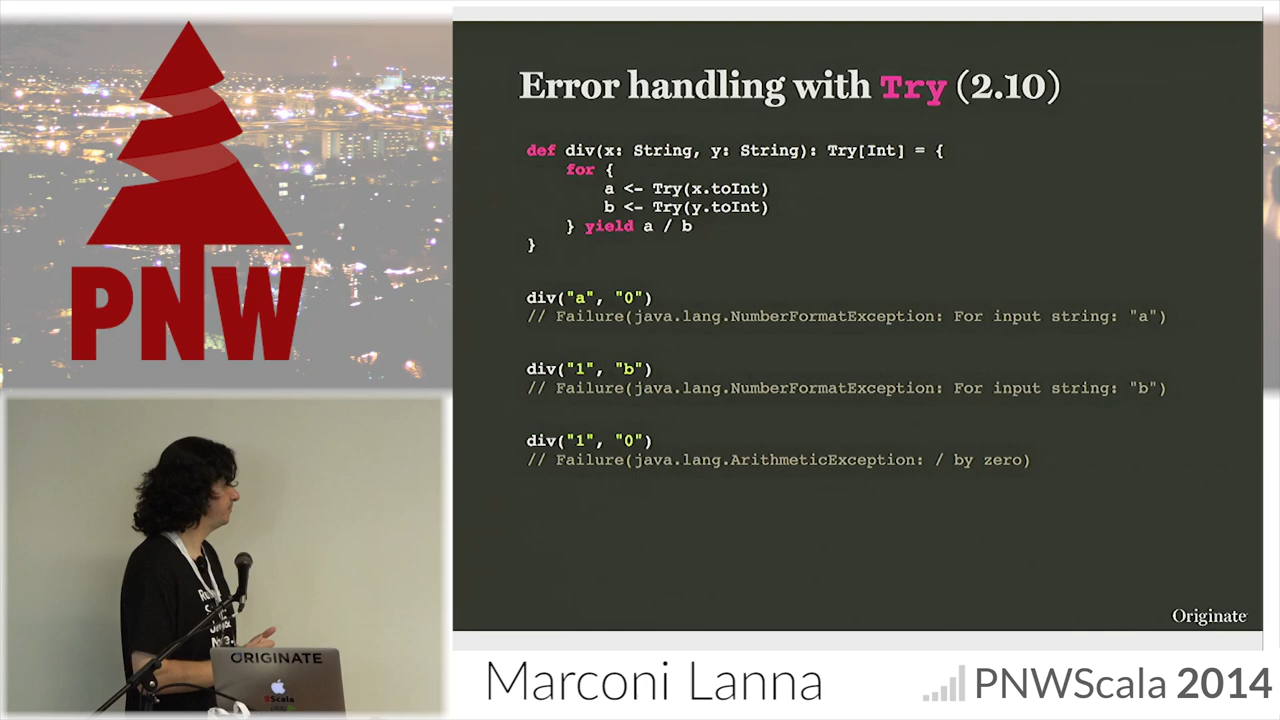 PNW
Error handling with Try (2.10)
def div(x: String, y: String): Try[Int] = {
for {
a <- Try(x.toInt)
b <- Try(y.toInt)
} yield a / b
}
div("a", "0")
// Failure(java.lang.NumberFormatException: For input string: "a")
div("1", "b")
// Failure(java.lang.NumberFormatException: For input string: "b")
div("1", "0")
// Failure(java.lang.ArithmeticException: / by zero)
Originate
ORIGINATE
Scala
Marconi Lanna
PNWScala 2014